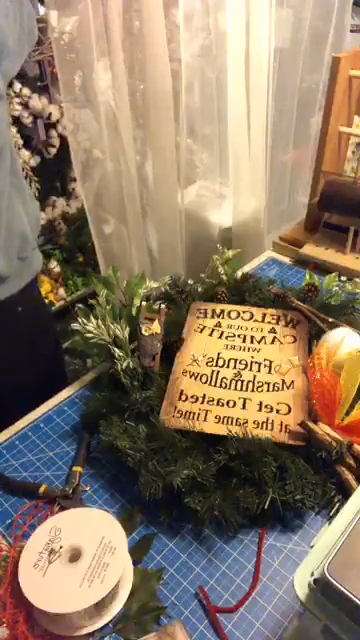 WELCOME
TO OUR
CAMPSITE
WHERE
Friends
&
Marshmallows
Get Toasted
at the same Time!